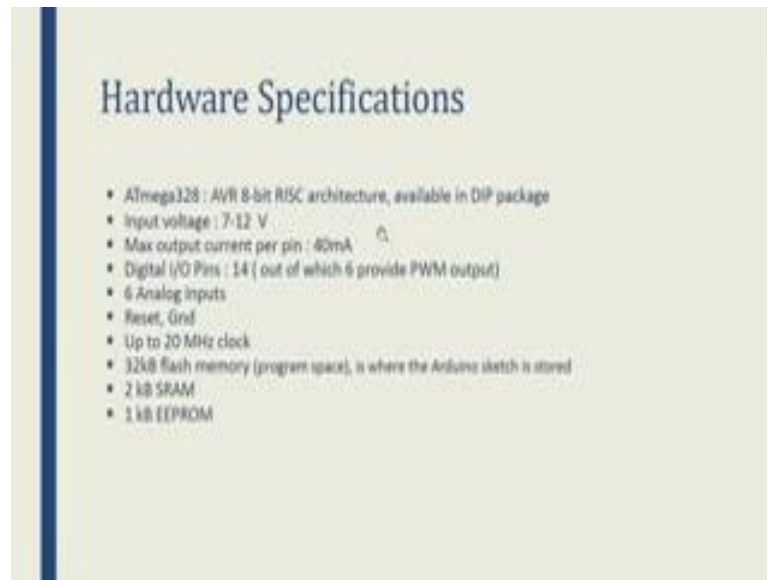 Hardware Specifications
• ATmega328 : AVR 8-bit RISC architecture, available in DIP package
• Input voltage : 7-12 V
• Max output current per pin : 40mA
• Digital I/O Pins : 14 ( out of which 6 provide PWM output)
• 6 Analog Inputs
• Reset, Gnd
• Up to 20 MHz clock
• 32kB flash memory (program space), is where the Arduino sketch is stored
• 2 kB SRAM
• 1 kB EEPROM